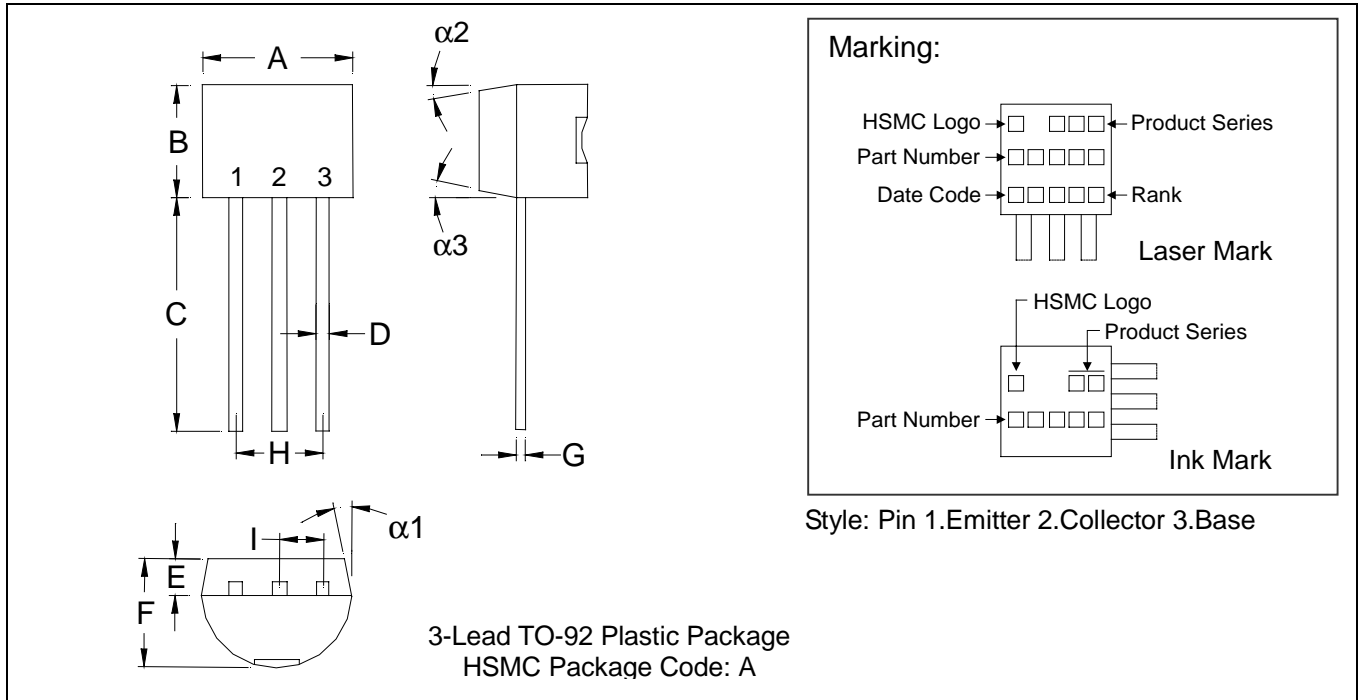 α2
A
B
1 2 3
α3
C
D
H
G
I
α1
E
F
3-Lead TO-92 Plastic Package
HSMC Package Code: A
Marking:
HSMC Logo
Product Series
Part Number
Date Code
Rank
Laser Mark
HSMC Logo
Product Series
Part Number
Ink Mark
Style: Pin 1.Emitter 2.Collector 3.Base